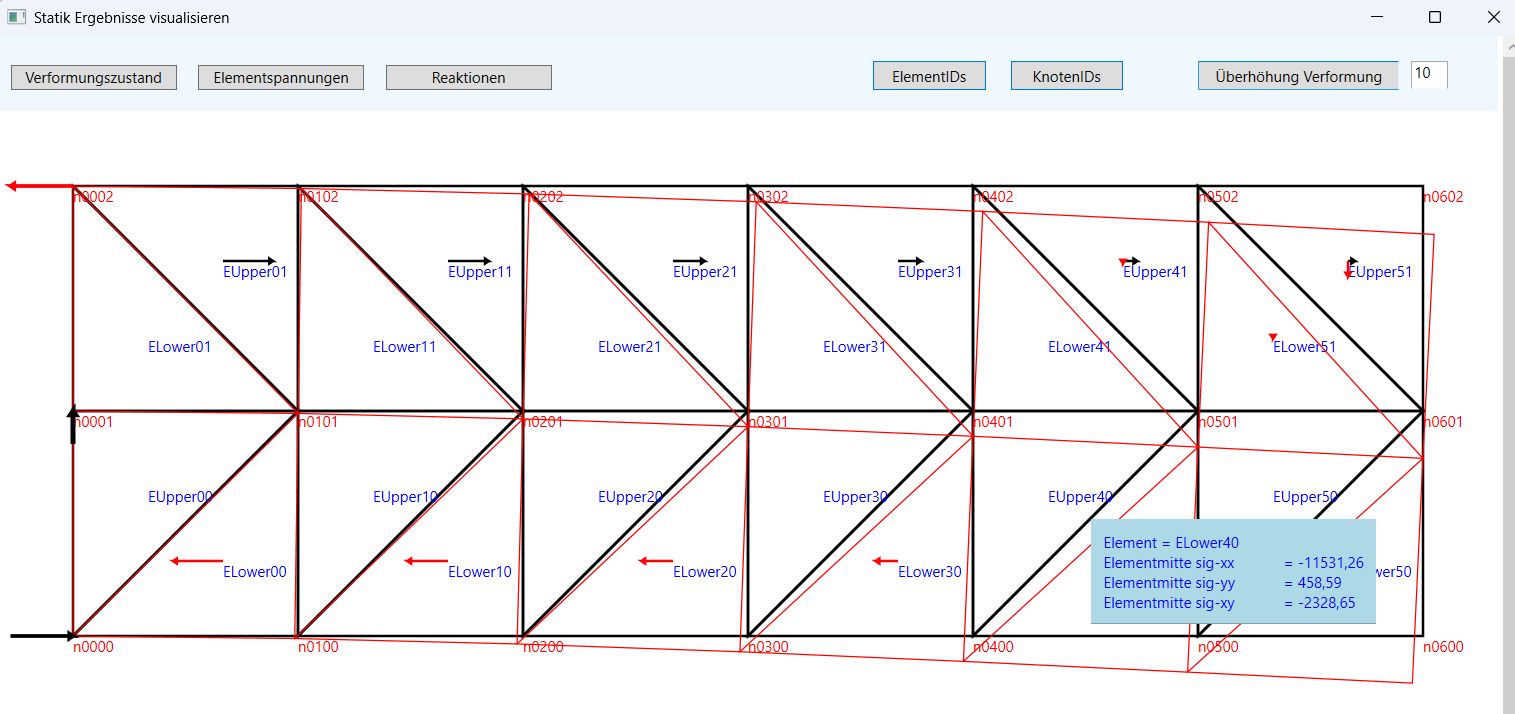 Statik Ergebnisse visualisieren
Verformungszustand Elementspannungen Reaktionen ElementIDs KnotenIDs Überhöhung Verformung 10
n0002 n0102 n0202 n0302 n0402 n0502 n0602
EUpper01 EUpper11 EUpper21 EUpper31 EUpper41 EUpper51
ELower01 ELower11 ELower21 ELower31 ELower41 ELower51
n0001 n0101 n0201 n0301 n0401 n0501 n0601
EUpper00 EUpper10 EUpper20 EUpper30 EUpper40 EUpper50
Element = ELower40
Elementmitte sig-xx = -11531,26
ELower00 ELower10 ELower20 ELower30 wer50
Elementmitte sig-yy = 458,59
Elementmitte sig-xy = -2328,65
n0000 n0100 n0200 n0300 n0400 n0500 n0600